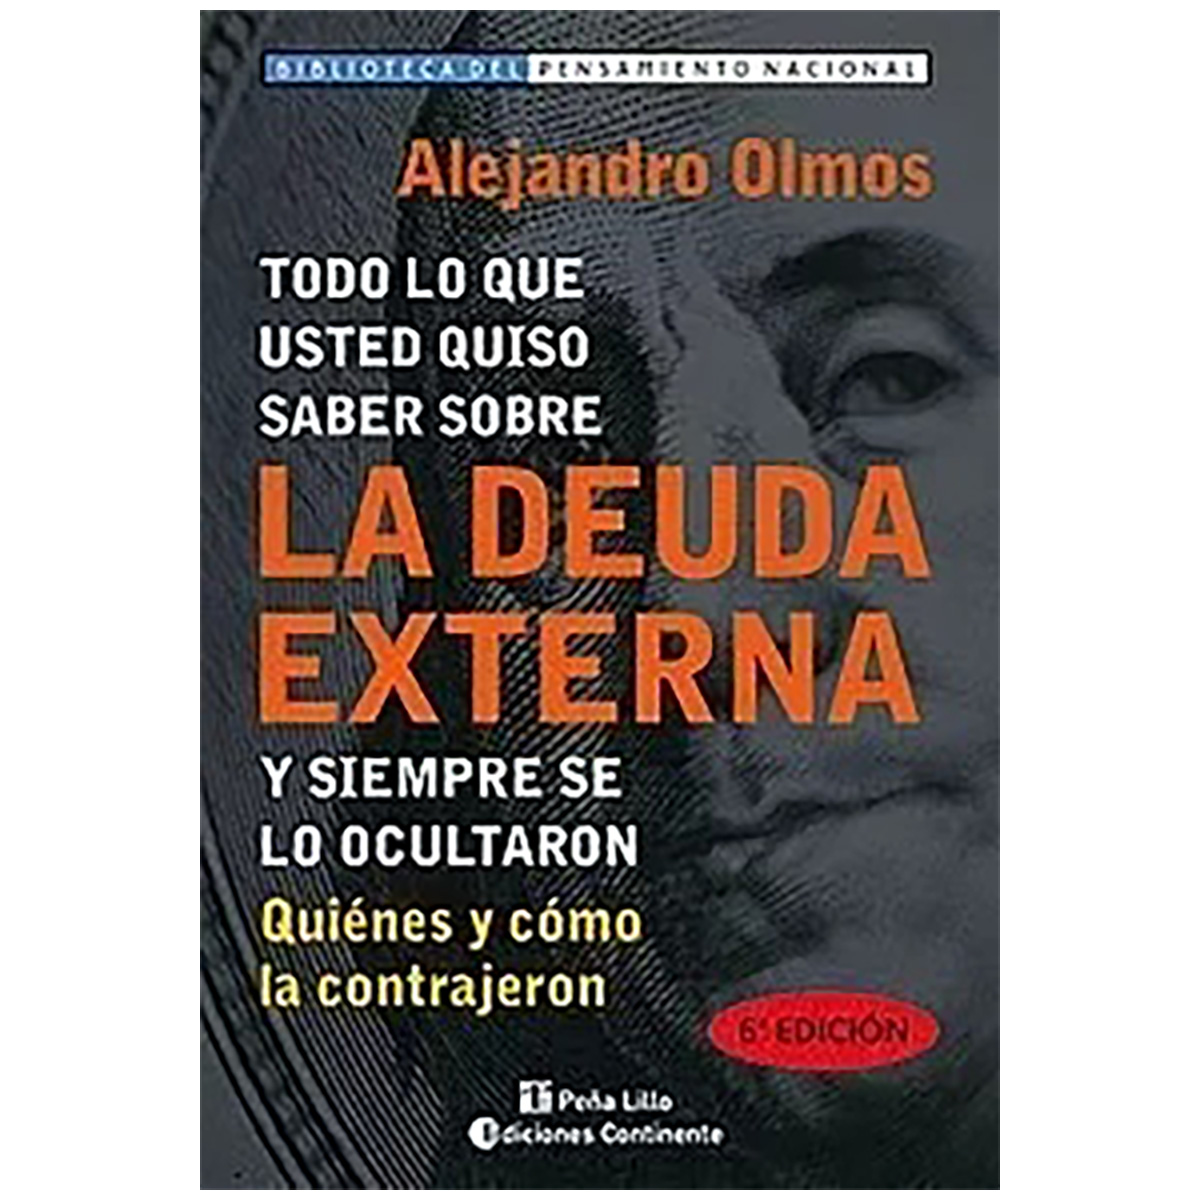 BIBLIOTECA DEL PENSAMIENTO NACIONAL
Alejandro Olmos
TODO LO QUE
USTED QUISO
SABER SOBRE
LA DEUDA
EXTERNA
Y SIEMPRE SE
LO OCULTARON
Quiénes y cómo
la contrajeron
6ª EDICIÓN
Peña Lillo
Ediciones Continente